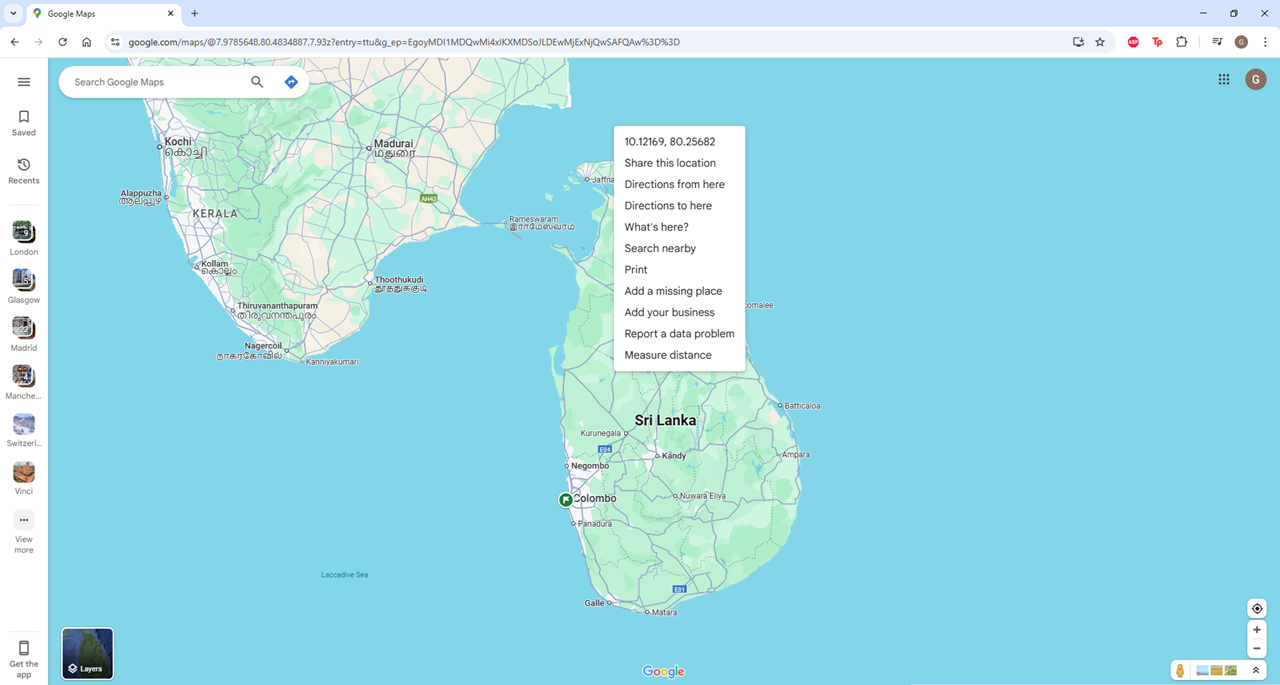 Google Maps
google.com/maps/@7.9785648,80.4834887,7.93z?entry=ttu&g_ep=EgoyMDI1MDQwMi4xIKXMDSoJLDEwMjExNjQwSAFQAw%3D%3D
ABP
Tp
G
Search Google Maps
G
Saved
Recents
9
London
Glasgow
22
Madrid
Manche...
Switzerl...
Vinci
View
more
Get the
app
Layers
Kochi
കൊച്ചി
Madurai
மதுரை
Alappuzha
ആലപ്പുഴ
AH43
KERALA
Rameswaram
இராமேஸ்வரம்
Jaffna
Kollam
കൊല്ലം
Thoothukudi
தூத்துக்குடி
Thiruvananthapuram
തിരുവനന്തപുരം
Nagercoil
நாகர்கோவில்
Kanniyakumari
10.12169, 80.25682
Share this location
Directions from here
Directions to here
What's here?
Search nearby
Print
Add a missing place
Add your business
Report a data problem
Measure distance
comalee
Batticaloa
Sri Lanka
Kurunegala
E04
Kandy
Ampara
Negombo
Colombo
Nuwara Eliya
Panadura
Laccadive Sea
E01
Galle
Matara
Google